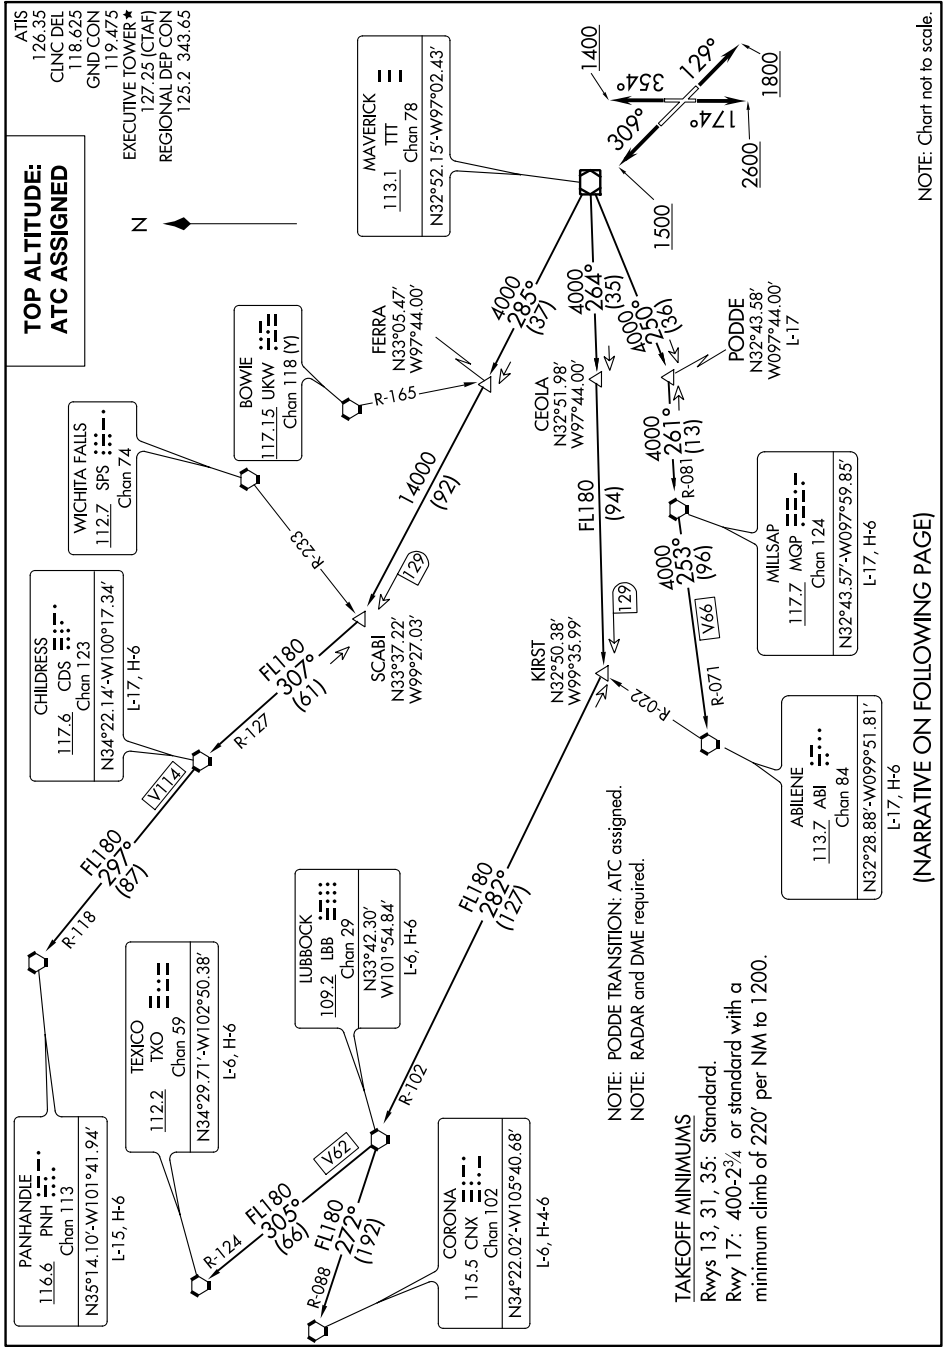 ATIS
126.35
CLNC DEL
118.625
GND CON
119.475
EXECUTIVE TOWER★
127.25 (CTAF)
REGIONAL DEP CON
125.2 343.65
TOP ALTITUDE:
ATC ASSIGNED
N
MAVERICK
113.1 TTT
Chan 78
N32°52.15′-W97°02.43′
1400
354°
129°
1800
309°
174°
2600
1500
NOTE: Chart not to scale.
4000
285°
(37)
4000
264°
(35)
4000
250°
(36)
FERRA
N33°05.47′
W97°44.00′
BOWIE
117.15 UKW
Chan 118 (Y)
R-165
CEOLA
N32°51.98′
W97°44.00′
PODDE
N32°43.58′
W097°44.00′
L-17
4000
261°
(13)
R-081
WICHITA FALLS
112.7 SPS
Chan 74
R-233
14000
(92)
129
FL180
(94)
129
MILLSAP
117.7 MQP
Chan 124
N32°43.57′-W097°59.85′
L-17, H-6
4000
253°
(96)
V66
R-071
CHILDRESS
117.6 CDS
Chan 123
N34°22.14′-W100°17.34′
L-17, H-6
SCABI
N33°37.22′
W99°27.03′
FL180
307°
(61)
R-127
KIRST
N32°50.38′
W99°35.99′
R-022
ABILENE
113.7 ABI
Chan 84
N32°28.88′-W099°51.81′
L-17, H-6
V114
FL180
297°
(87)
R-118
FL180
282°
(127)
R-102
LUBBOCK
109.2 LBB
Chan 29
N33°42.30′
W101°54.84′
L-6, H-6
TEXICO
112.2 TXO
Chan 59
N34°29.71′-W102°50.38′
L-6, H-6
PANHANDLE
116.6 PNH
Chan 113
N35°14.10′-W101°41.94′
L-15, H-6
V62
FL180
305°
(66)
R-124
FL180
272°
(192)
R-088
CORONA
115.5 CNX
Chan 102
N34°22.02′-W105°40.68′
L-6, H-4-6
NOTE: PODDE TRANSITION: ATC assigned.
NOTE: RADAR and DME required.
TAKEOFF MINIMUMS
Rwys 13, 31, 35: Standard.
Rwy 17: 400-2¾ or standard with a
minimum climb of 220′ per NM to 1200.
(NARRATIVE ON FOLLOWING PAGE)